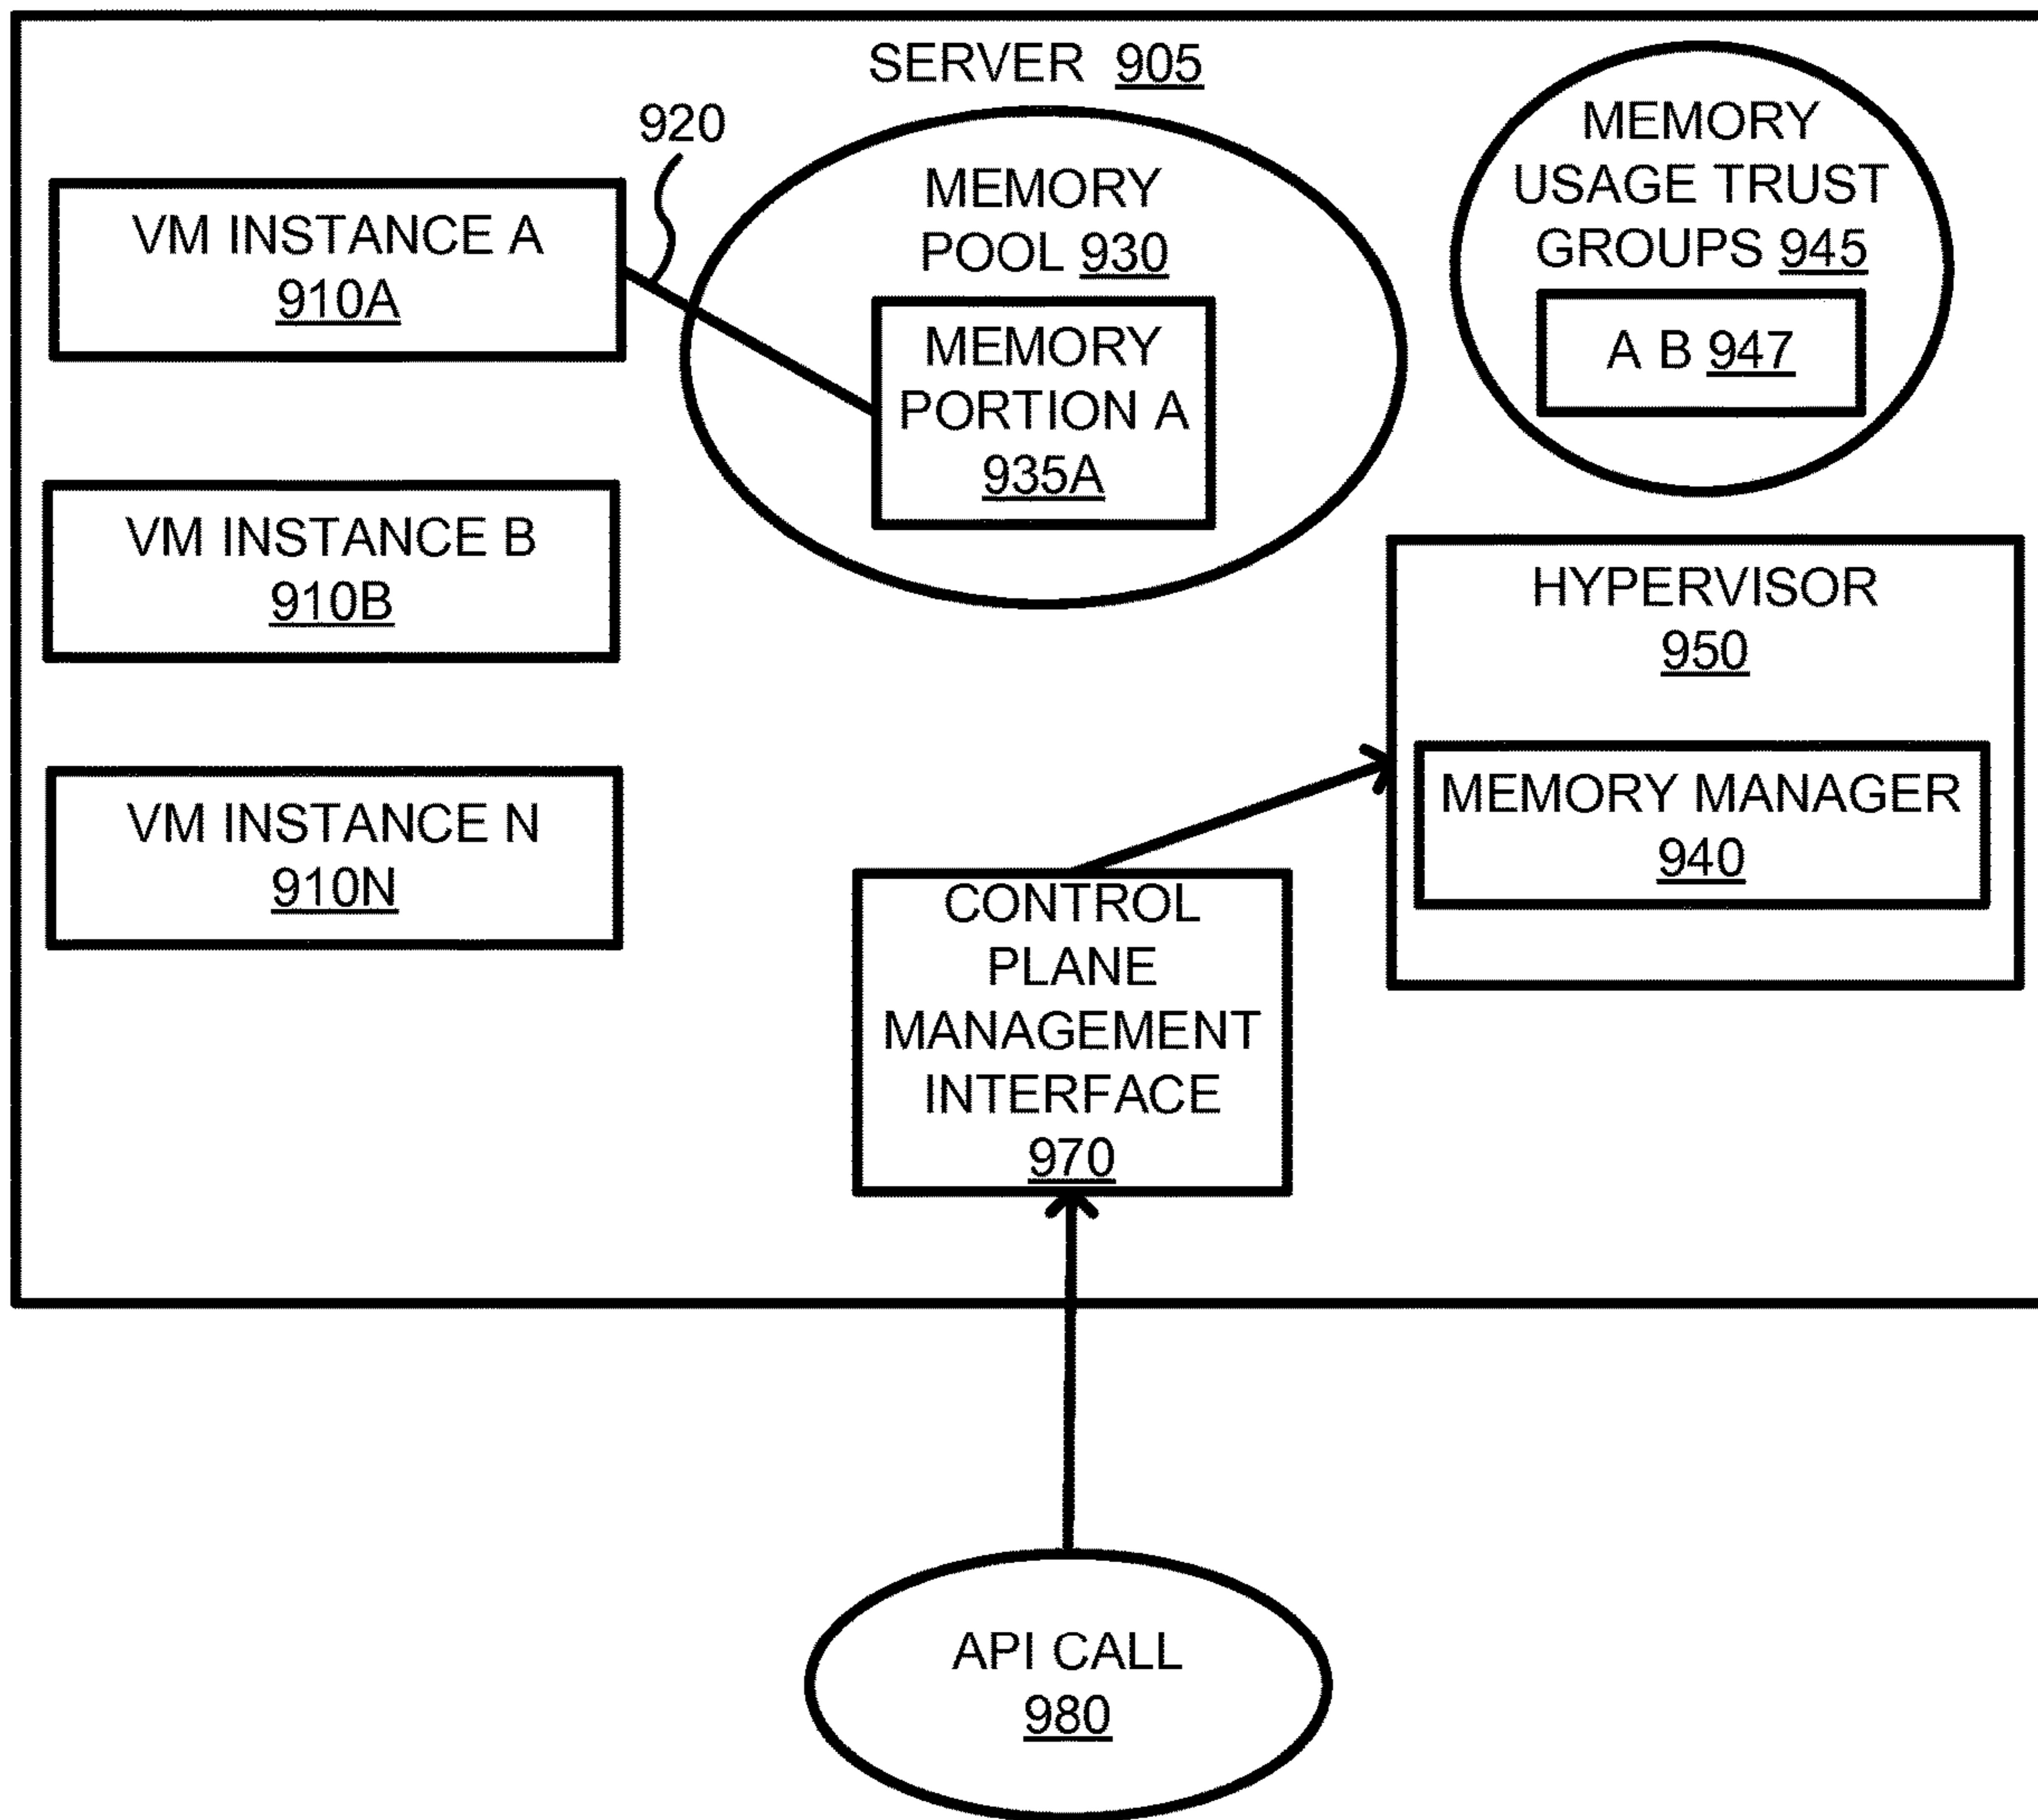 SERVER 905
920
MEMORY
USAGE TRUST
GROUPS 945
A B 947
MEMORY
POOL 930
MEMORY
PORTION A
935A
VM INSTANCE A
910A
VM INSTANCE B
910B
VM INSTANCE N
910N
HYPERVISOR
950
MEMORY MANAGER
940
CONTROL
PLANE
MANAGEMENT
INTERFACE
970
API CALL
980